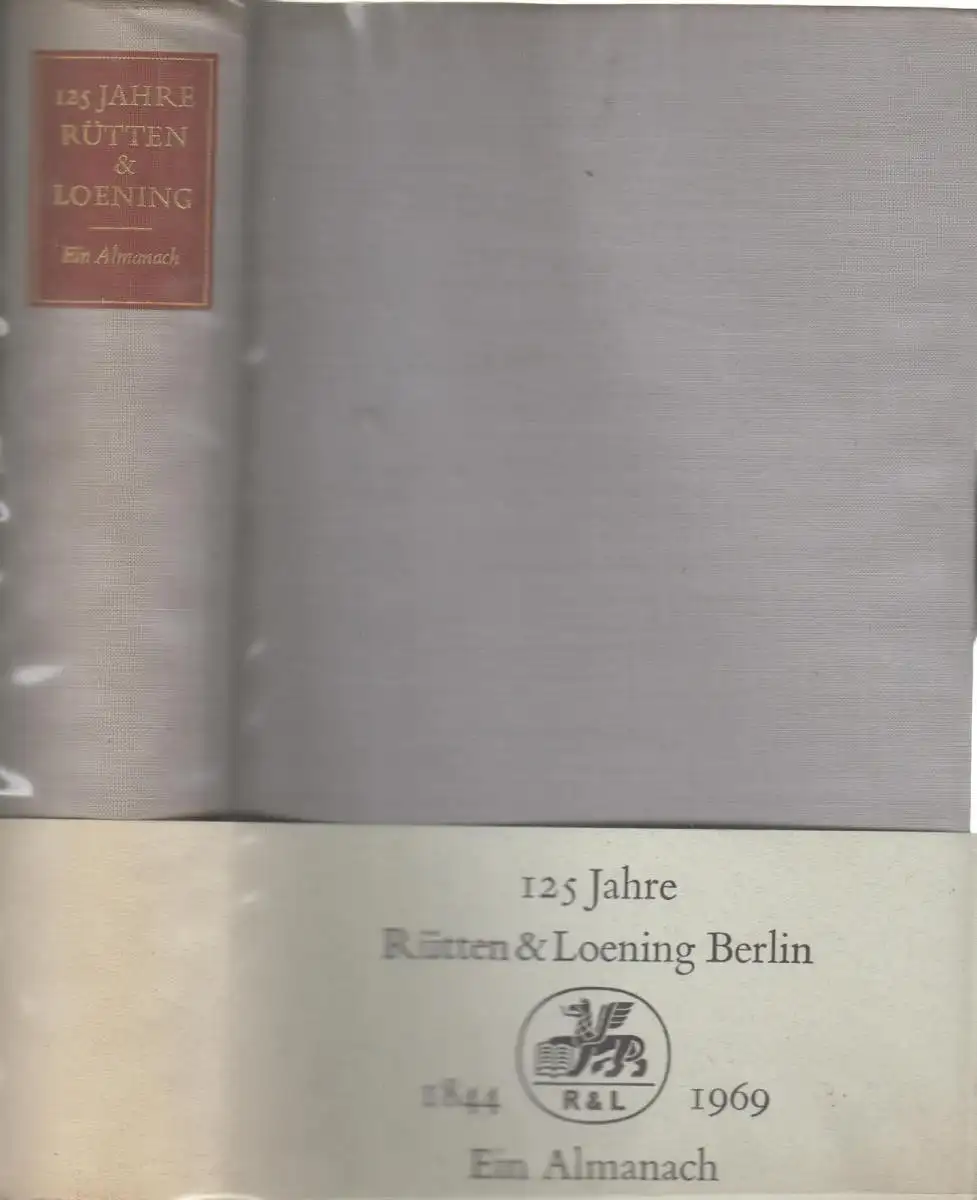 125 JAHRE
RÜTTEN
&
LOENING
Ein Almanach
125 Jahre
Rütten & Loening Berlin
R & L
1844 1969
Ein Almanach